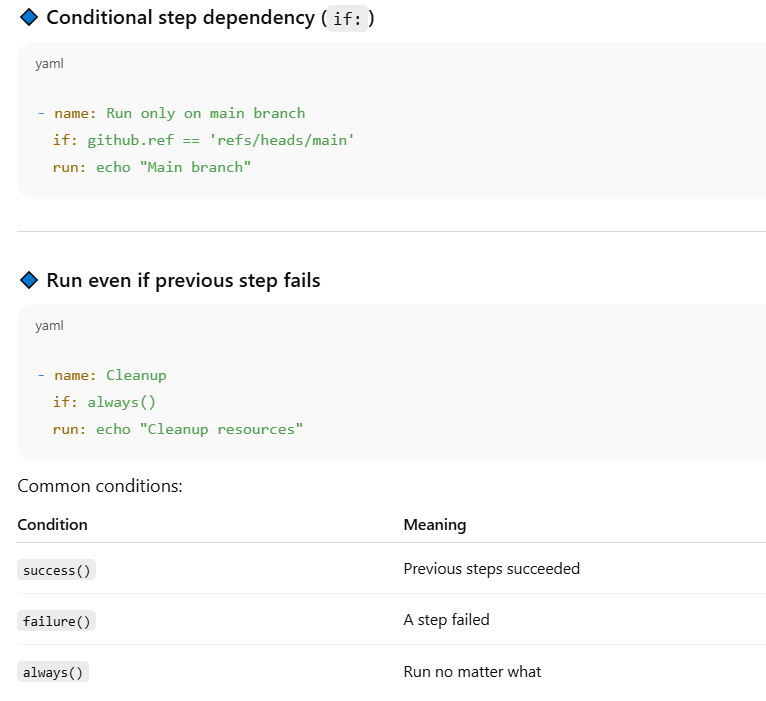 Conditional step dependency (if:)
yaml
- name: Run only on main branch
  if: github.ref == 'refs/heads/main'
  run: echo "Main branch"
Run even if previous step fails
yaml
- name: Cleanup
  if: always()
  run: echo "Cleanup resources"
Common conditions:
Condition Meaning
success() Previous steps succeeded
failure() A step failed
always() Run no matter what